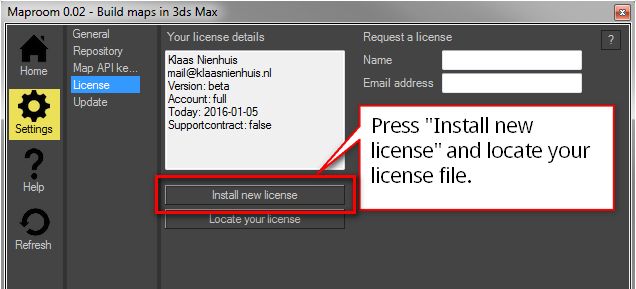 Maproom 0.02 - Build maps in 3ds Max
Home
Settings
Help
Refresh
General
Repository
Map API ke...
License
Update
Your license details
Klaas Nienhuis
mail@klaasnienhuis.nl
Version: beta
Account: full
Today: 2016-01-05
Supportcontract: false
Install new license
Locate your license
Request a license
?
Name
Email address
Press "Install new
license" and locate your
license file.